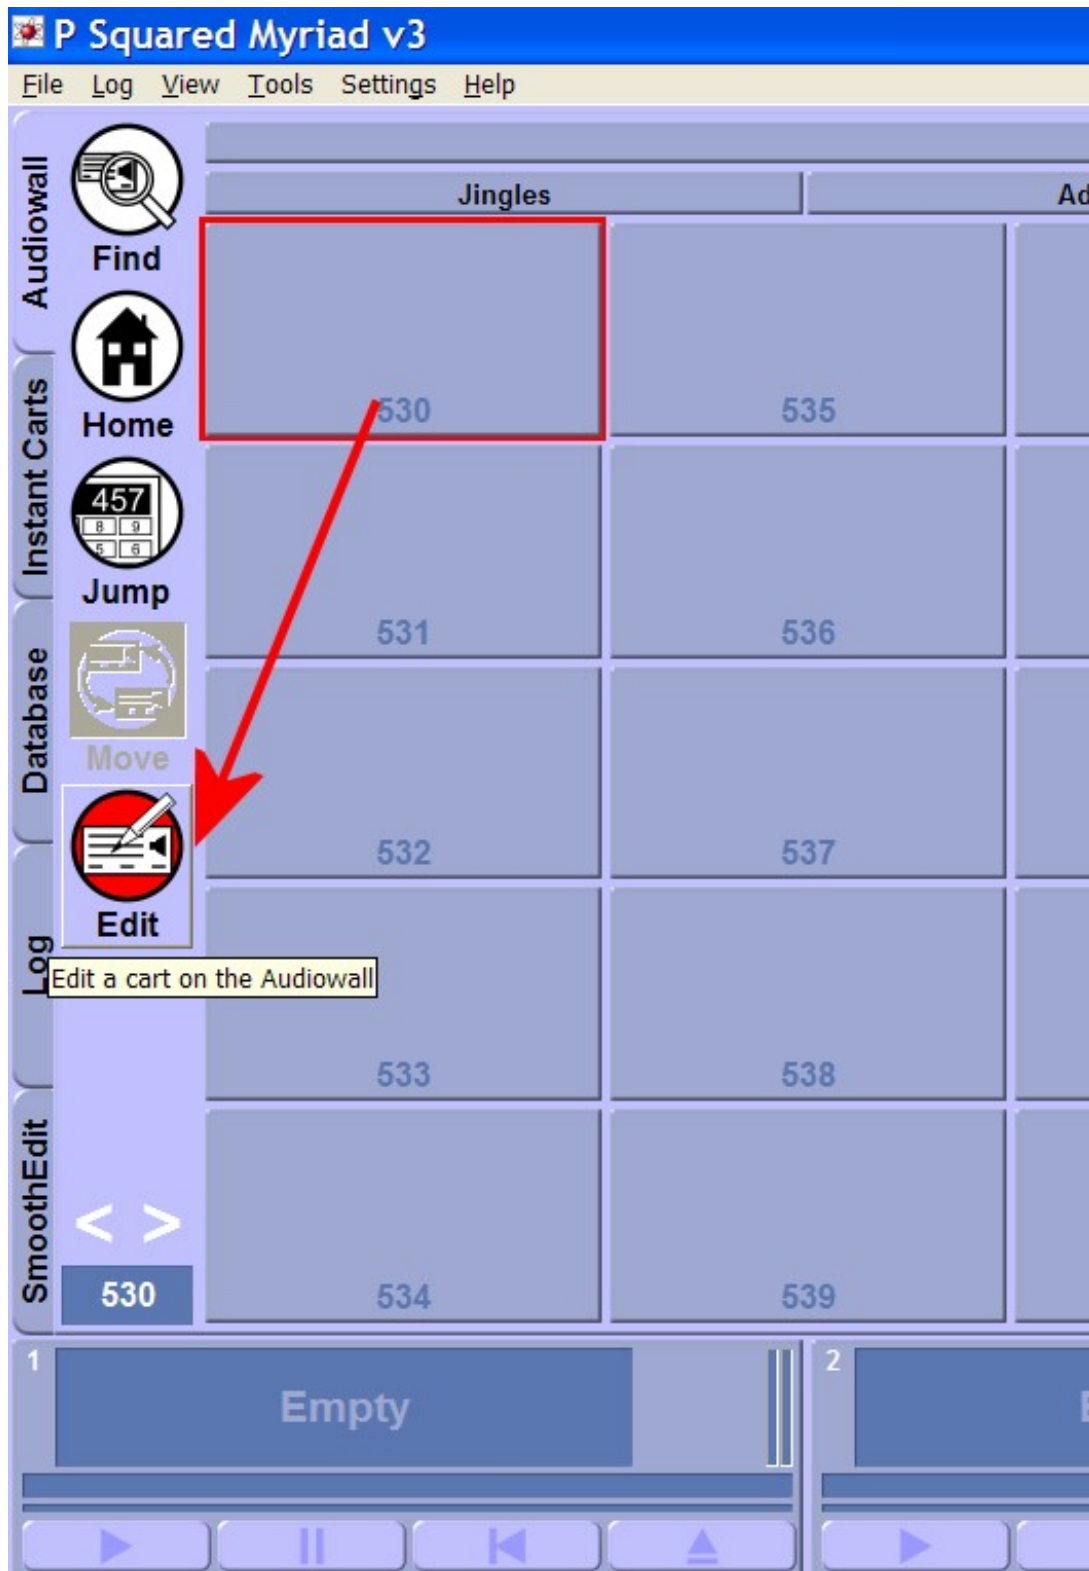 P Squared Myriad v3
File Log View Tools Settings Help
Audiowall
Instant Carts
Database
Log
SmoothEdit
Find
Home
457
8 9
5 6
Jump
Move
Edit
Edit a cart on the Audiowall
< >
530
Jingles Ad
530 535
531 536
532 537
533 538
534 539
1 Empty
2 E